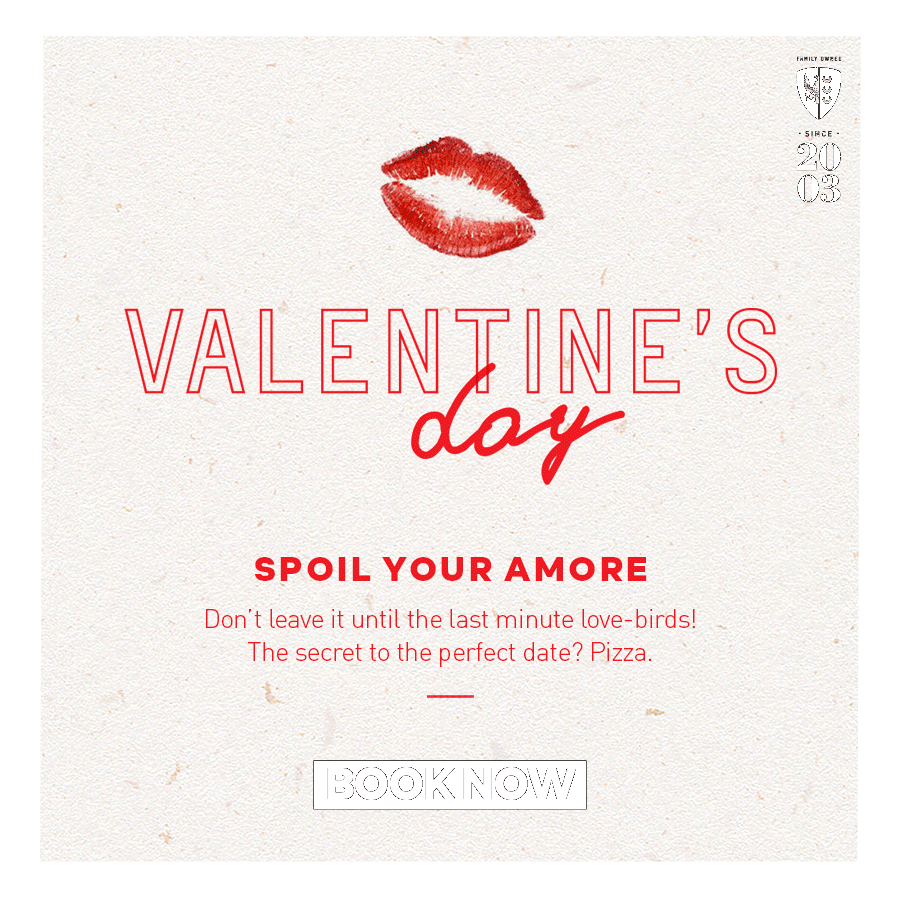 FAMILY OWNED
- SINCE -
20
03
VALENTINE'S
day
SPOIL YOUR AMORE
Don't leave it until the last minute love-birds!
The secret to the perfect date? Pizza.
BOOK NOW